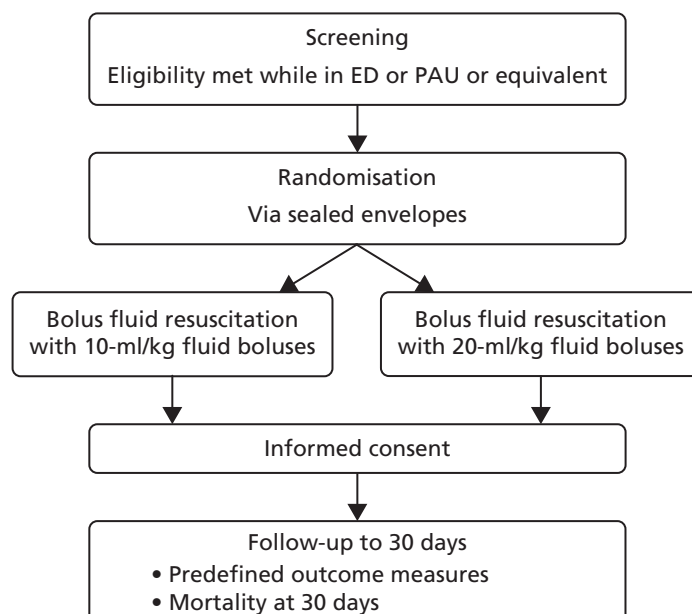 Screening
Eligibility met while in ED or PAU or equivalent
Randomisation
Via sealed envelopes
Bolus fluid resuscitation
with 10-ml/kg fluid boluses
Bolus fluid resuscitation
with 20-ml/kg fluid boluses
Informed consent
Follow-up to 30 days
• Predefined outcome measures
• Mortality at 30 days